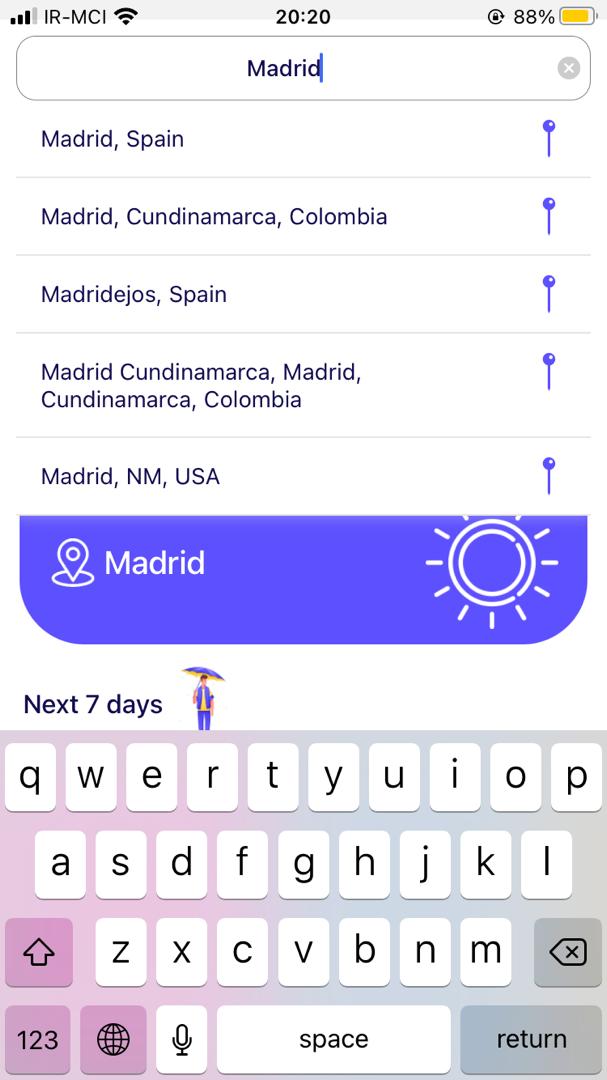 IR-MCI 20:20 88%
Madrid
Madrid, Spain
Madrid, Cundinamarca, Colombia
Madridejos, Spain
Madrid Cundinamarca, Madrid,
Cundinamarca, Colombia
Madrid, NM, USA
Madrid
Next 7 days
q w e r t y u i o p
a s d f g h j k l
z x c v b n m
123 space return